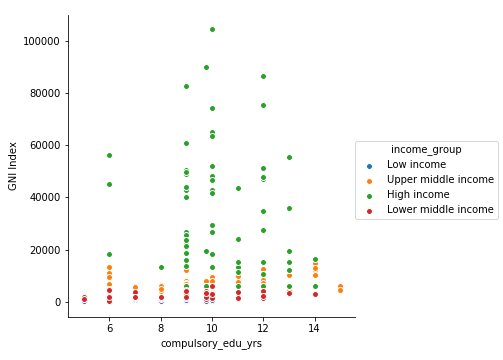 100000
80000
60000
40000
20000
0
GNI Index
6 8 10 12 14
compulsory_edu_yrs
income_group
Low income
Upper middle income
High income
Lower middle income